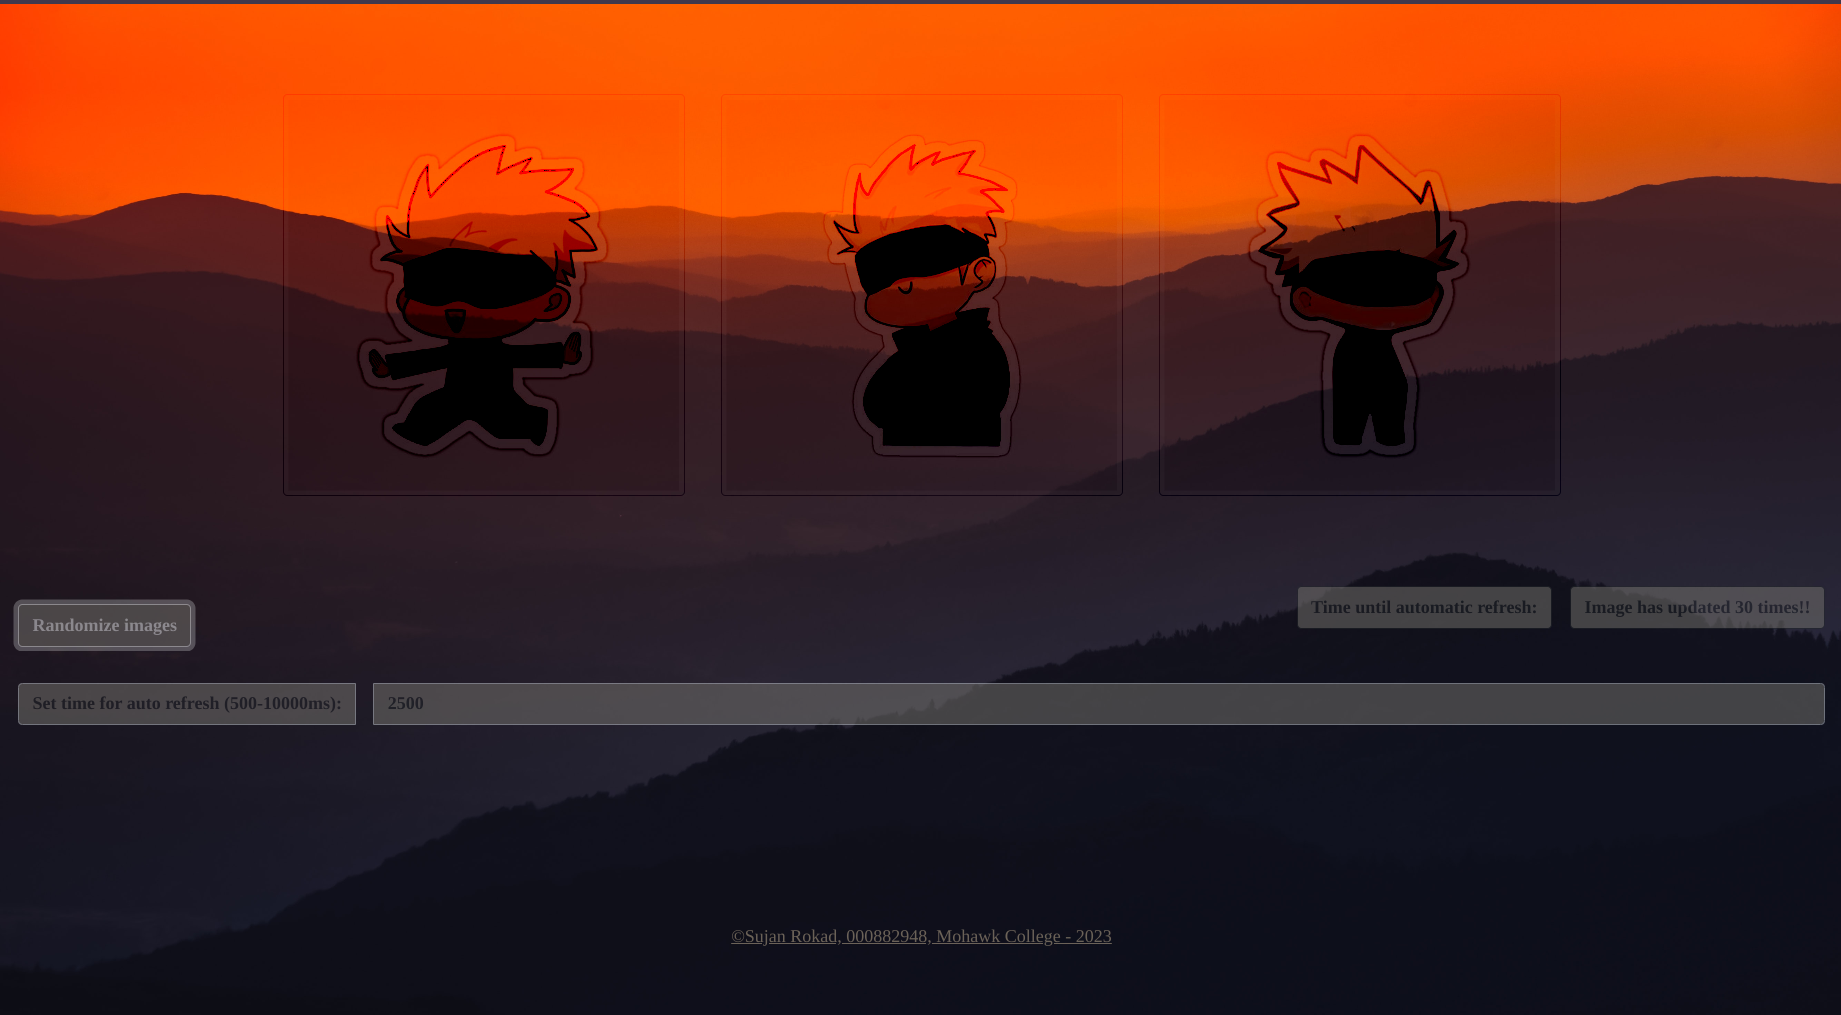 Randomize images
Time until automatic refresh:
Image has updated 30 times!!
Set time for auto refresh (500-10000ms):
2500
©Sujan Rokad, 000882948, Mohawk College - 2023